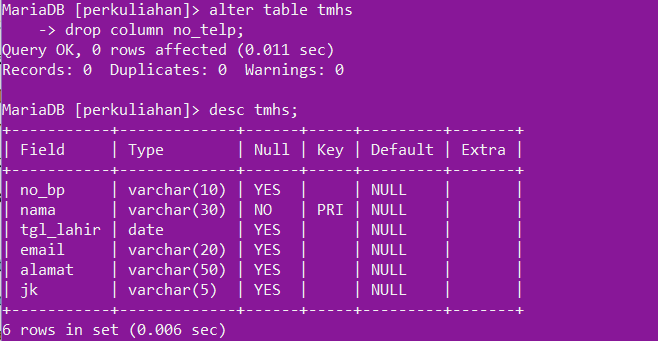 MariaDB [perkuliahan]> alter table tmhs
    -> drop column no_telp;
Query OK, 0 rows affected (0.011 sec)
Records: 0  Duplicates: 0  Warnings: 0

MariaDB [perkuliahan]> desc tmhs;
+-----------+-------------+------+-----+---------+-------+
| Field     | Type        | Null | Key | Default | Extra |
+-----------+-------------+------+-----+---------+-------+
| no_bp     | varchar(10) | YES  |     | NULL    |       |
| nama      | varchar(30) | NO   | PRI | NULL    |       |
| tgl_lahir | date        | YES  |     | NULL    |       |
| email     | varchar(20) | YES  |     | NULL    |       |
| alamat    | varchar(50) | YES  |     | NULL    |       |
| jk        | varchar(5)  | YES  |     | NULL    |       |
+-----------+-------------+------+-----+---------+-------+
6 rows in set (0.006 sec)